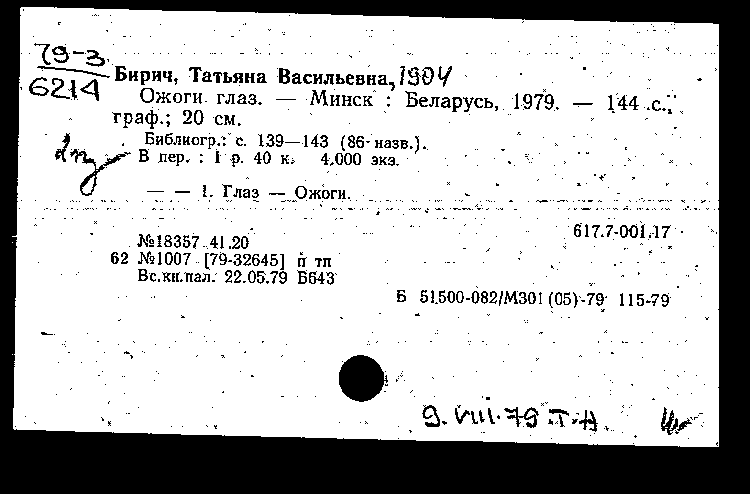 79-3
6214
Бирич, Татьяна Васильевна, 1904
Ожоги глаз. — Минск : Беларусь, 1979. — 144 с.,
граф.; 20 см.
Библиогр.: с. 139—143 (86 назв.).
В пер. : 1 р. 40 к. 4.000 экз.
— — 1. Глаз — Ожоги.
617.7-001.17
№18357 41.20
62 №1007 [79-32645] п тп
Вс.кн.пал. 22.05.79 Б643
Б 51500-082/М301(05)-79 115-79
9.VIII.79 Т.Н.